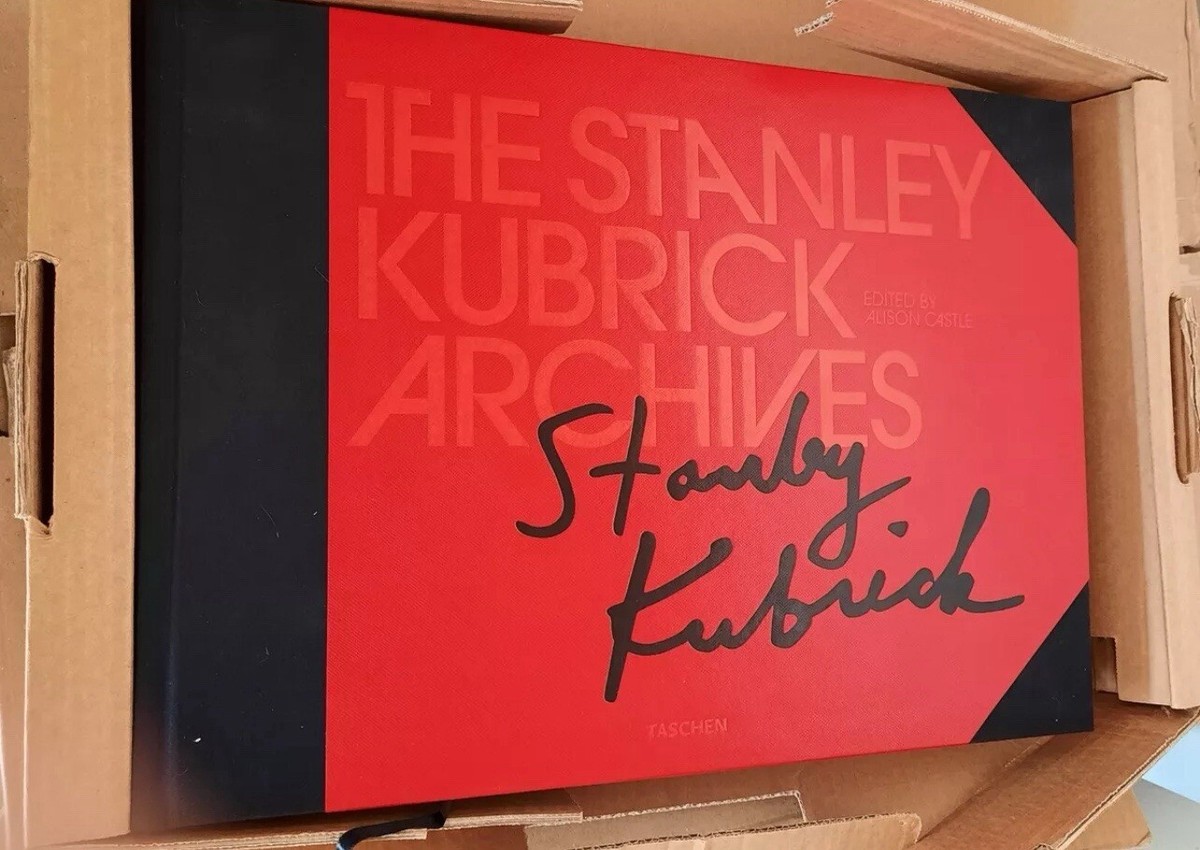 THE STANLEY
KUBRICK
EDITED BY
ALISON CASTLE
ARCHIVES
Stanley
Kubrick
TASCHEN